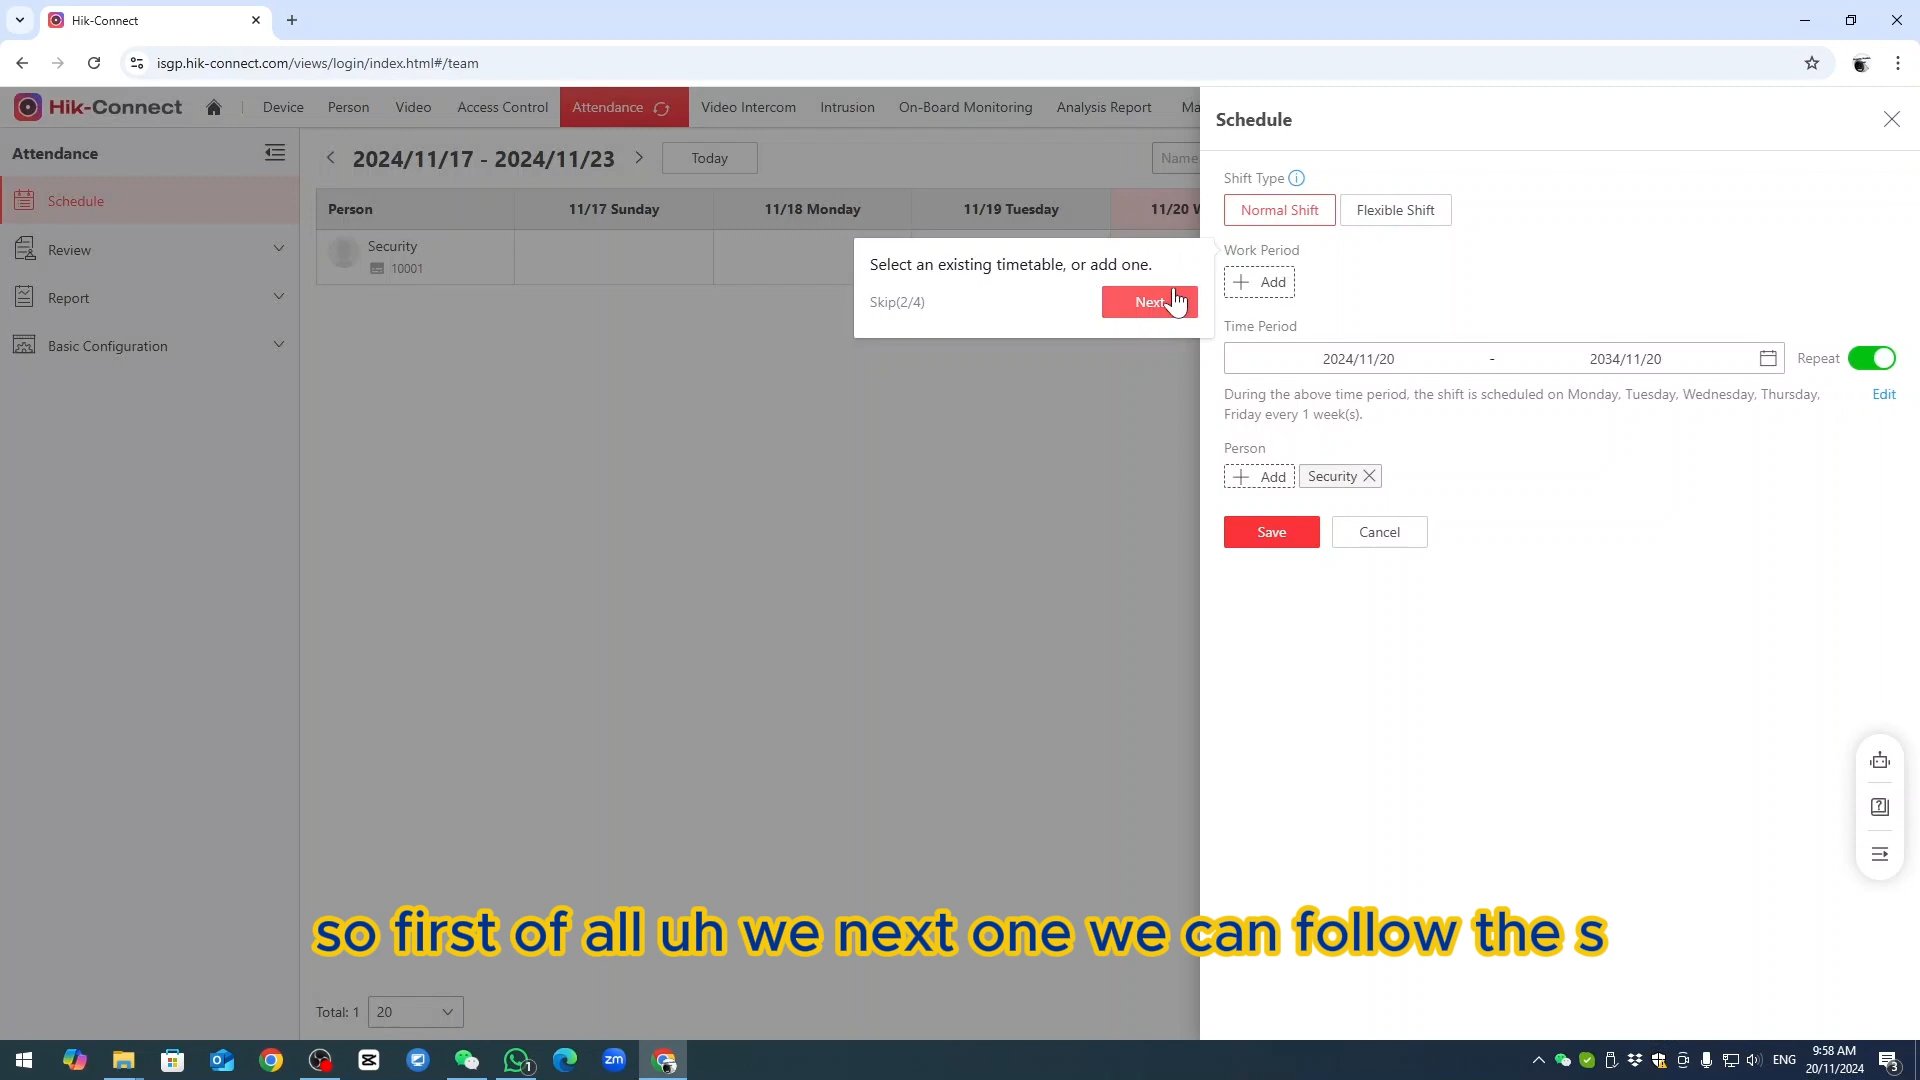 Hik-Connect
isgp.hik-connect.com/views/login/index.html#/team
Hik-Connect
Device
Person
Video
Access Control
Attendance
Video Intercom
Intrusion
On-Board Monitoring
Analysis Report
Ma
Attendance
Schedule
Review
Report
Basic Configuration
2024/11/17 - 2024/11/23
Today
Name
Person
11/17 Sunday
11/18 Monday
11/19 Tuesday
11/20 W
Security
10001
Select an existing timetable, or add one.
Skip(2/4)
Next
Schedule
Shift Type
Normal Shift
Flexible Shift
Work Period
Add
Time Period
2024/11/20 - 2034/11/20
Repeat
During the above time period, the shift is scheduled on Monday, Tuesday, Wednesday, Thursday,
Friday every 1 week(s).
Edit
Person
Add
Security
Save
Cancel
so first of all uh we next one we can follow the s
Total: 1
20
zm
1
ENG
9:58 AM
20/11/2024
3